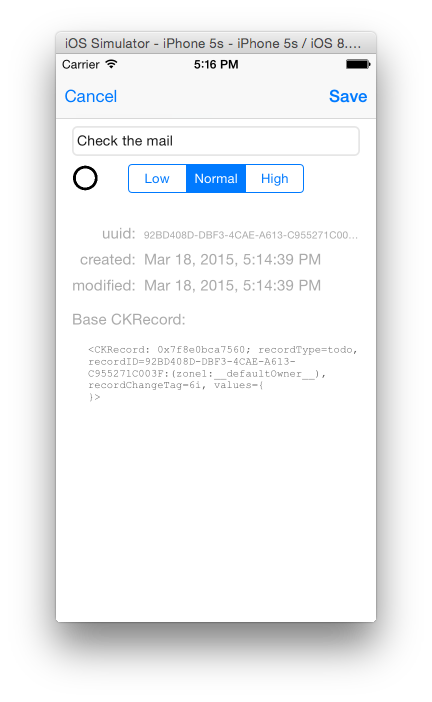 iOS Simulator - iPhone 5s - iPhone 5s / iOS 8....
Carrier 5:16 PM
Cancel Save
Check the mail
Low Normal High
uuid: 92BD408D-DBF3-4CAE-A613-C955271C00...
created: Mar 18, 2015, 5:14:39 PM
modified: Mar 18, 2015, 5:14:39 PM
Base CKRecord:
<CKRecord: 0x7f8e0bca7560; recordType=todo,
recordID=92BD408D-DBF3-4CAE-A613-
C955271C003F:(zone1:__defaultOwner__),
recordChangeTag=6i, values={
}>